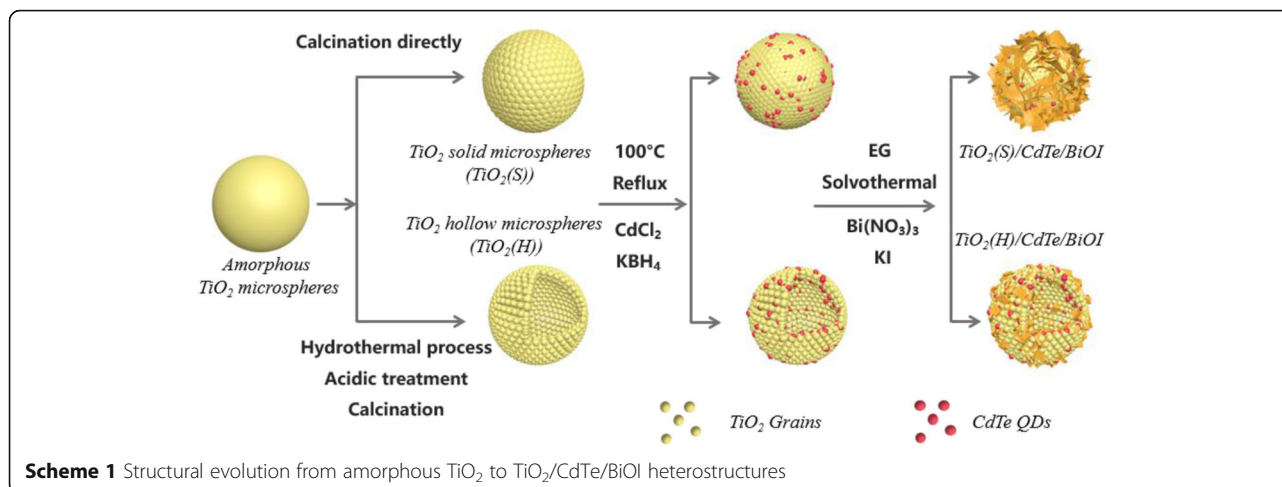 Calcination directly
TiO₂ solid microspheres
(TiO₂(S))
TiO₂ hollow microspheres
(TiO₂(H))
Amorphous
TiO₂ microspheres
Hydrothermal process
Acidic treatment
Calcination
100°C
Reflux
CdCl₂
KBH₄
EG
Solvothermal
Bi(NO₃)₃
KI
TiO₂(S)/CdTe/BiOI
TiO₂(H)/CdTe/BiOI
TiO₂ Grains
CdTe QDs
Scheme 1 Structural evolution from amorphous TiO₂ to TiO₂/CdTe/BiOI heterostructures